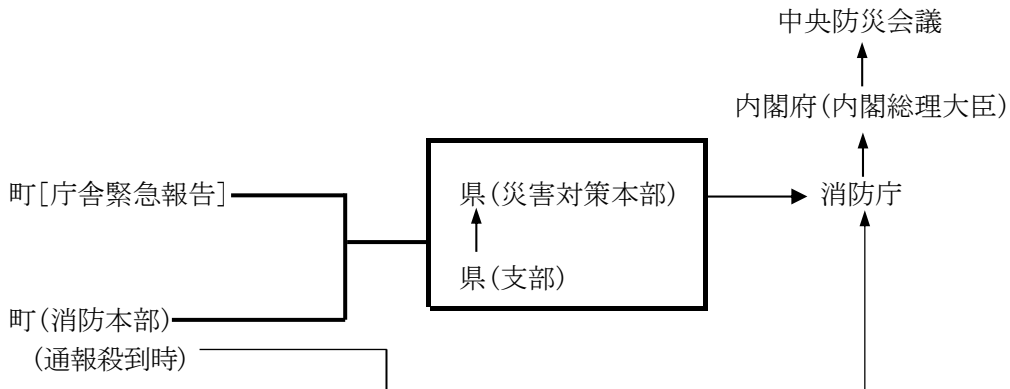 中央防災会議
内閣府(内閣総理大臣)
町[庁舎緊急報告]
県(災害対策本部)
消防庁
県(支部)
町(消防本部)
(通報殺到時)